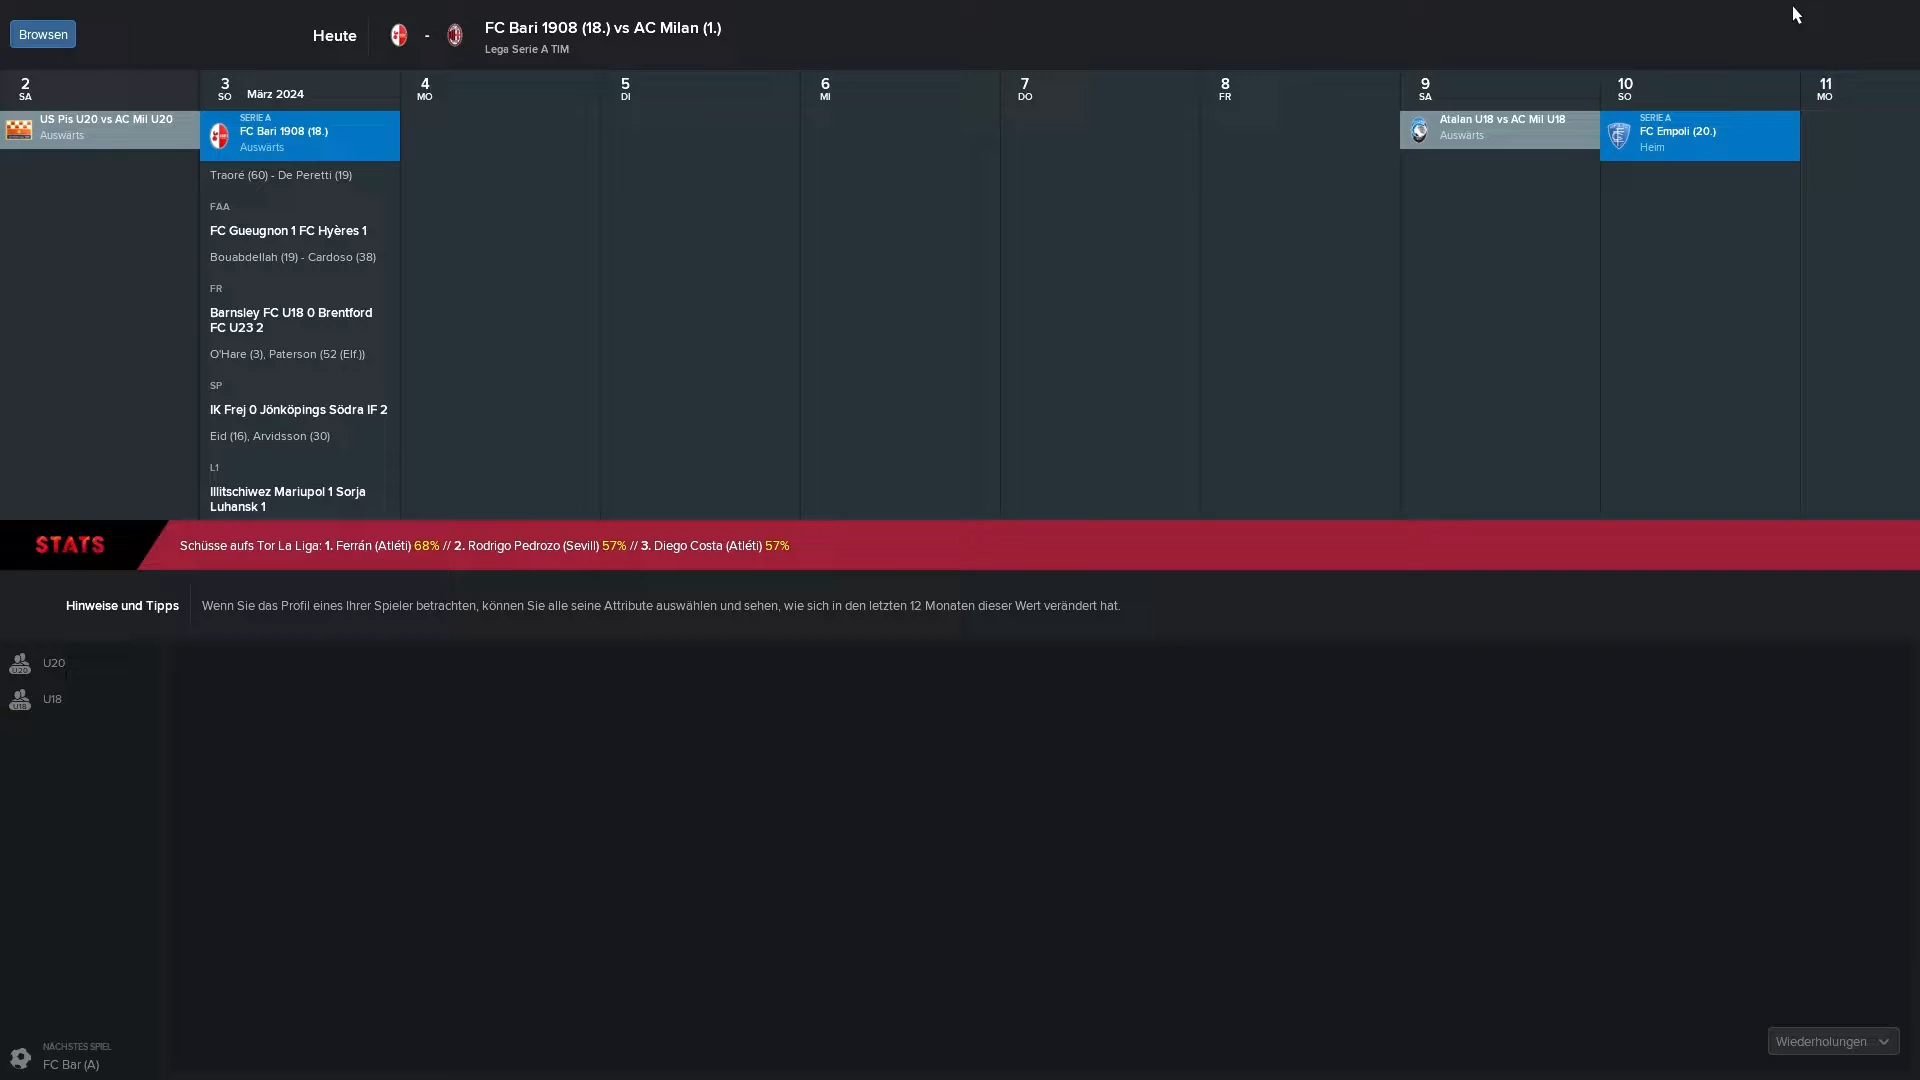 Browsen
Heute
-
FC Bari 1908 (18.) vs AC Milan (1.)
Lega Serie A TIM
2
SA
3
SO
März 2024
4
MO
5
DI
6
MI
7
DO
8
FR
9
SA
10
SO
11
MO
US Pis U20 vs AC Mil U20
Auswärts
SERIE A
FC Bari 1908 (18.)
Auswärts
Atalan U18 vs AC Mil U18
Auswärts
SERIE A
FC Empoli (20.)
Heim
Traoré (60) - De Peretti (19)
FAA
FC Gueugnon 1 FC Hyères 1
Bouabdellah (19) - Cardoso (38)
FR
Barnsley FC U18 0 Brentford
FC U23 2
O'Hare (3), Paterson (52 (Elf.))
SP
IK Frej 0 Jönköpings Södra IF 2
Eid (16), Arvidsson (30)
L1
Illitschiwez Mariupol 1 Sorja
Luhansk 1
STATS
Schüsse aufs Tor La Liga: 1. Ferrán (Atléti) 68% // 2. Rodrigo Pedrozo (Sevill) 57% // 3. Diego Costa (Atléti) 57%
Hinweise und Tipps
Wenn Sie das Profil eines Ihrer Spieler betrachten, können Sie alle seine Attribute auswählen und sehen, wie sich in den letzten 12 Monaten dieser Wert verändert hat.
U20
U20
U18
U18
NÄCHSTES SPIEL
FC Bar (A)
Wiederholungen